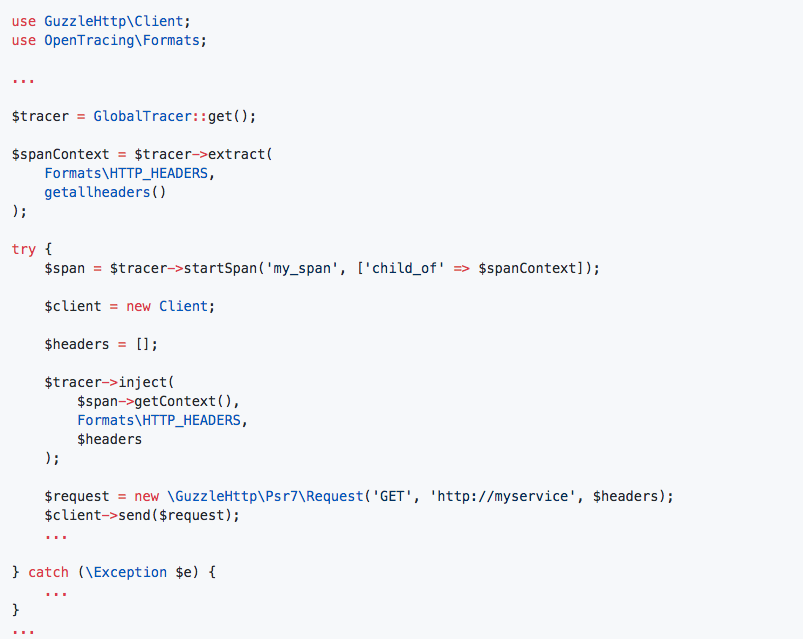 use GuzzleHttp\Client;
use OpenTracing\Formats;
...
$tracer = GlobalTracer::get();
$spanContext = $tracer->extract(
Formats\HTTP_HEADERS,
getallheaders()
);
try {
$span = $tracer->startSpan('my_span', ['child_of' => $spanContext]);
$client = new Client;
$headers = [];
$tracer->inject(
$span->getContext(),
Formats\HTTP_HEADERS,
$headers
);
$request = new \GuzzleHttp\Psr7\Request('GET', 'http://myservice', $headers);
$client->send($request);
...
} catch (\Exception $e) {
...
}
...